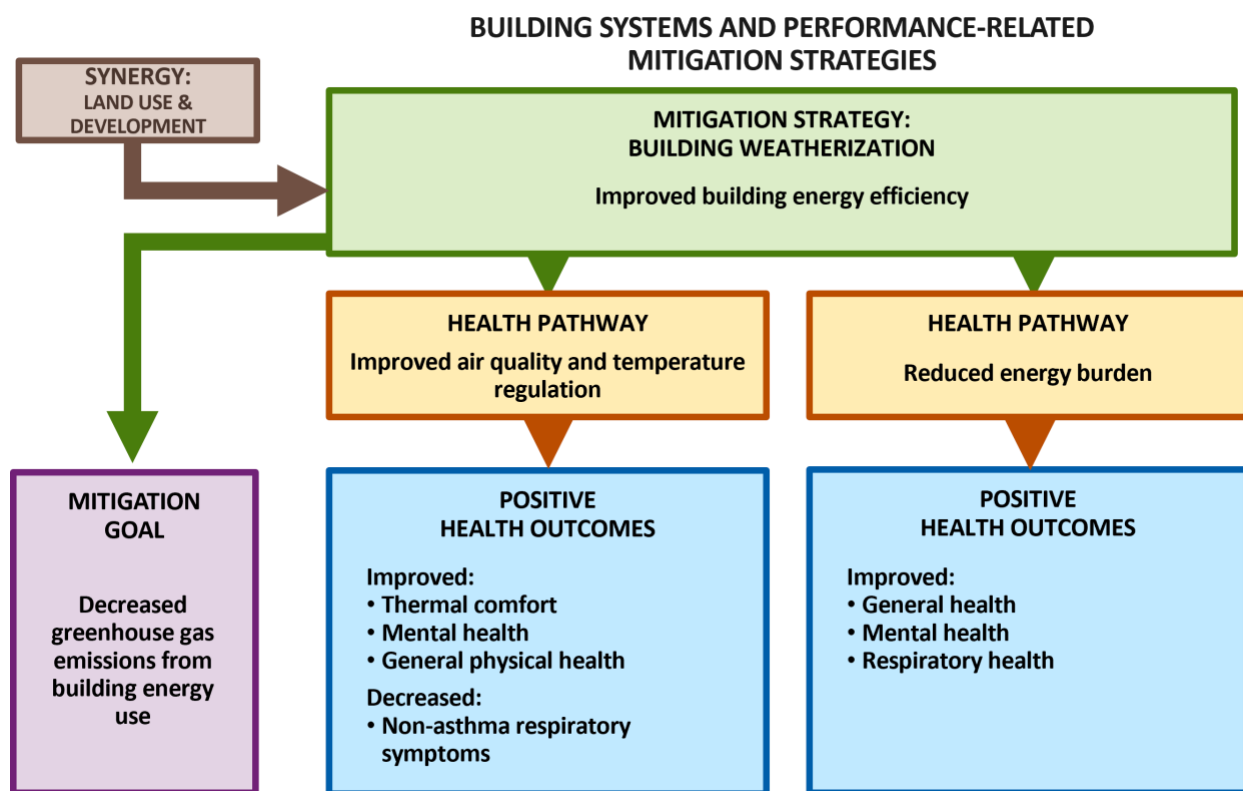 BUILDING SYSTEMS AND PERFORMANCE-RELATED
MITIGATION STRATEGIES
SYNERGY:
LAND USE &
DEVELOPMENT
MITIGATION STRATEGY:
BUILDING WEATHERIZATION
Improved building energy efficiency
HEALTH PATHWAY
Improved air quality and temperature
regulation
HEALTH PATHWAY
Reduced energy burden
MITIGATION
GOAL
Decreased
greenhouse gas
emissions from
building energy
use
POSITIVE
HEALTH OUTCOMES
Improved:
• Thermal comfort
• Mental health
• General physical health
Decreased:
• Non-asthma respiratory
symptoms
POSITIVE
HEALTH OUTCOMES
Improved:
• General health
• Mental health
• Respiratory health